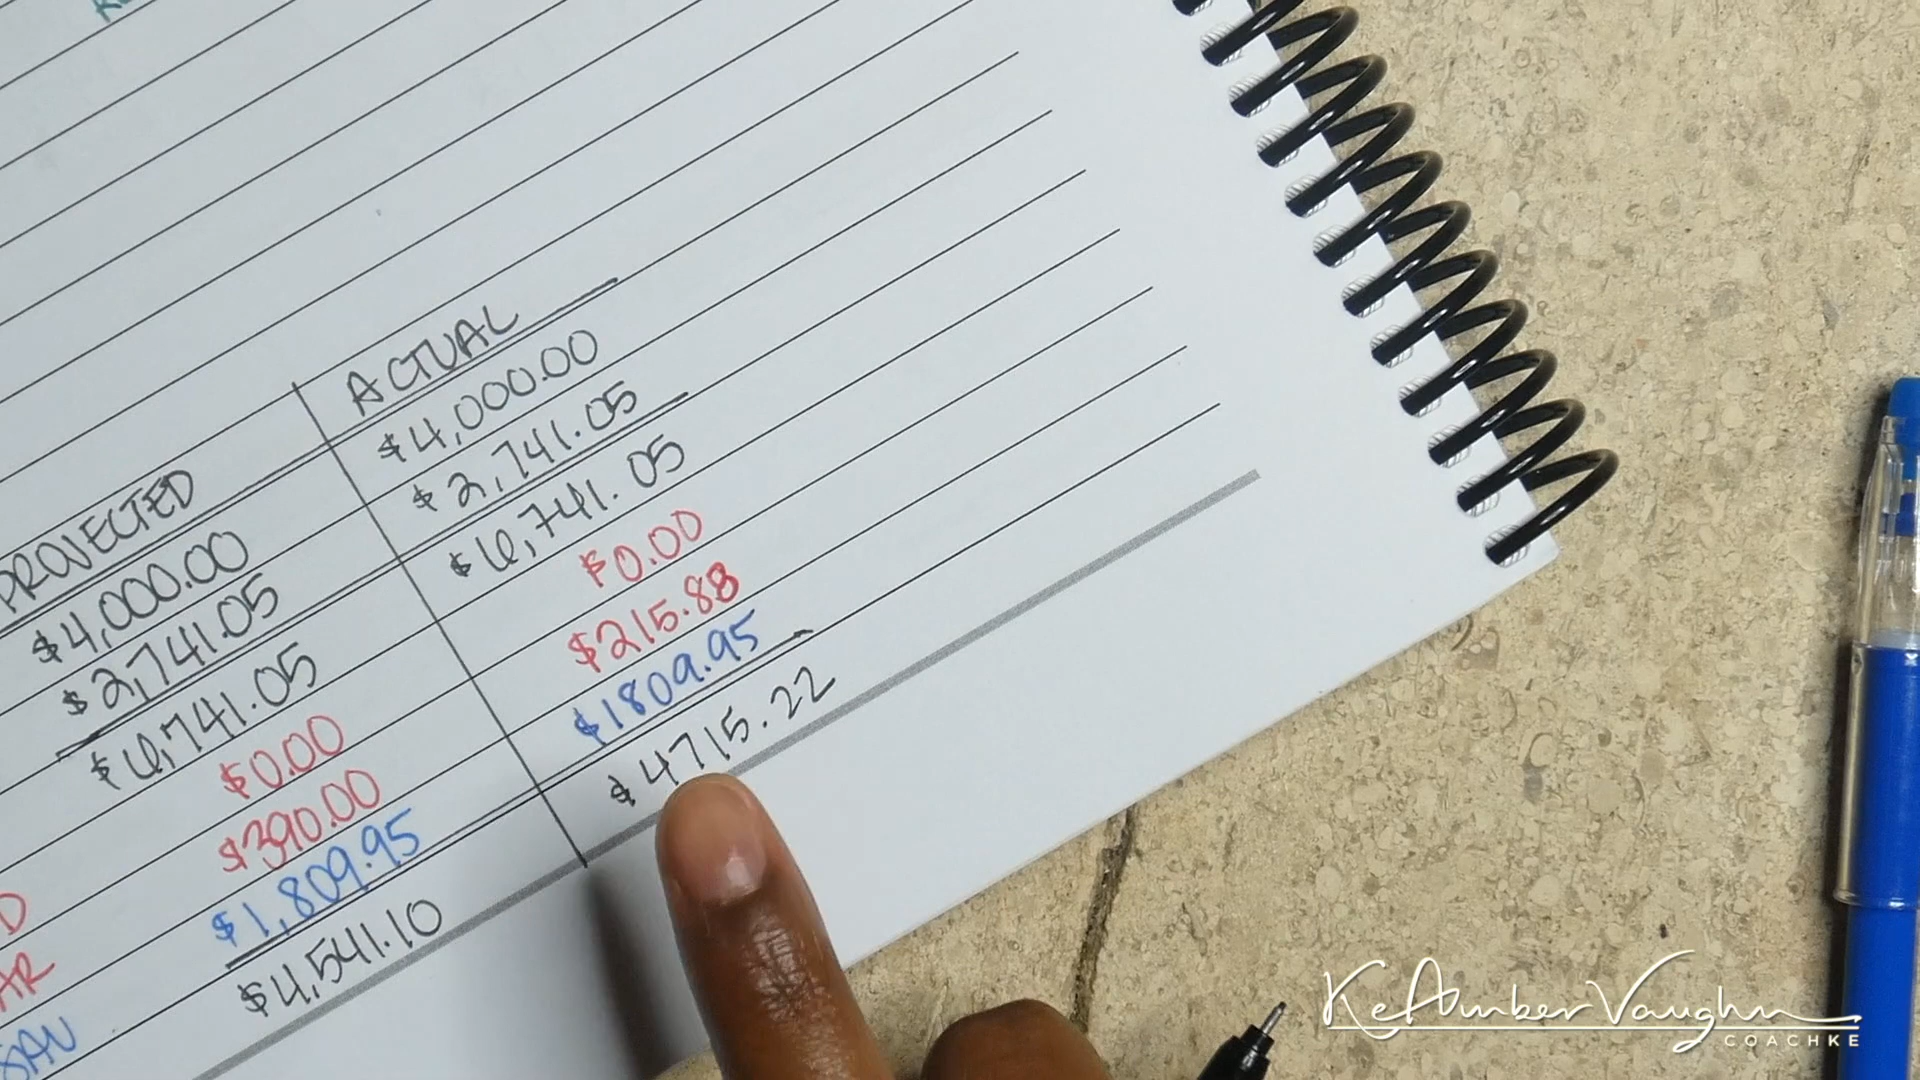 PROJECTED ACTUAL
$4,000.00 $4,000.00
$2,741.05 $2,741.05
$6,741.05 $6,741.05
$0.00 $0.00
$390.00 $215.88
$1,809.95 $1809.95
$4,541.10 $4715.22
D
AR
SAV
KeAmber Vaughn
COACHKE